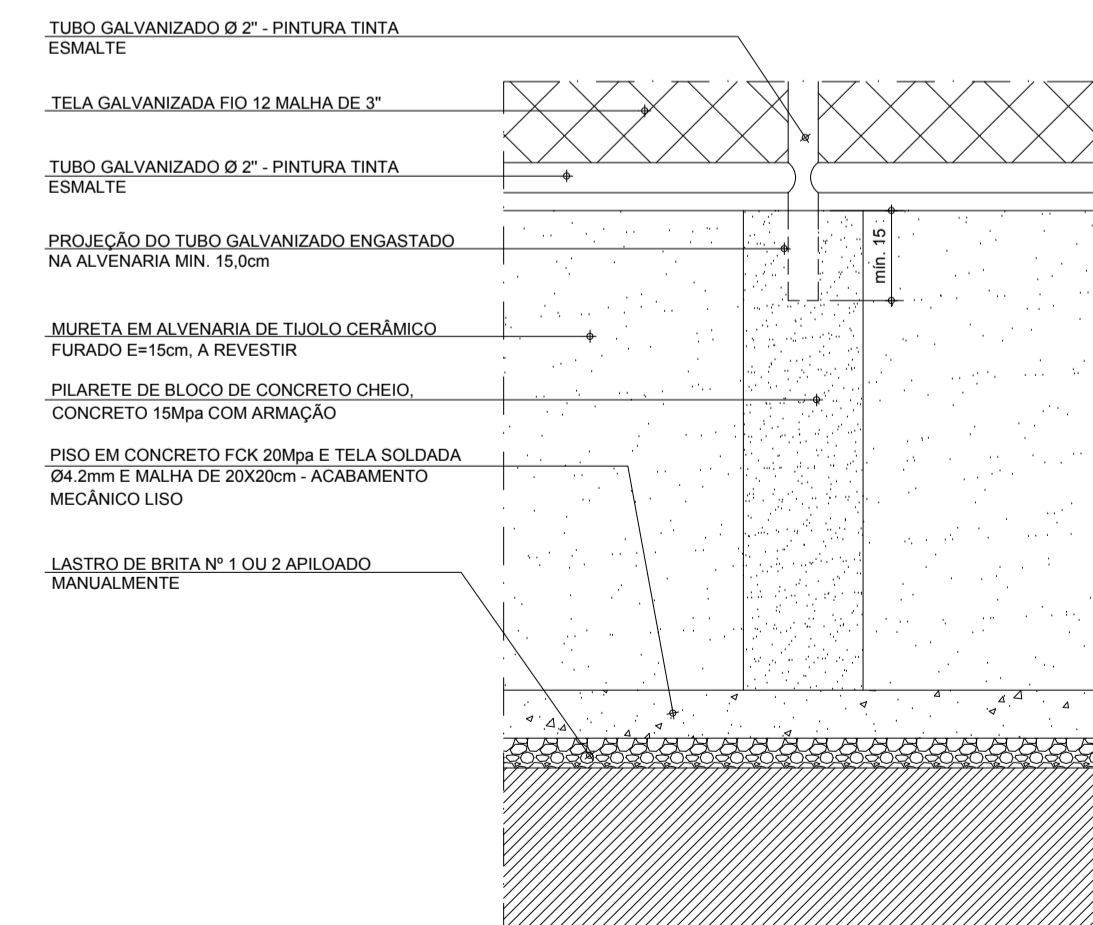 TUBO GALVANIZADO Ø 2" - PINTURA TINTA
ESMALTE
TELA GALVANIZADA FIO 12 MALHA DE 3"
TUBO GALVANIZADO Ø 2" - PINTURA TINTA
ESMALTE
PROJEÇÃO DO TUBO GALVANIZADO ENGASTADO
NA ALVENARIA MIN. 15,0cm
mín. 15
MURETA EM ALVENARIA DE TIJOLO CERÂMICO
FURADO E=15cm, A REVESTIR
PILARETE DE BLOCO DE CONCRETO CHEIO,
CONCRETO 15Mpa COM ARMAÇÃO
PISO EM CONCRETO FCK 20Mpa E TELA SOLDADA
Ø4.2mm E MALHA DE 20X20cm - ACABAMENTO
MECÂNICO LISO
LASTRO DE BRITA Nº 1 OU 2 APILOADO
MANUALMENTE